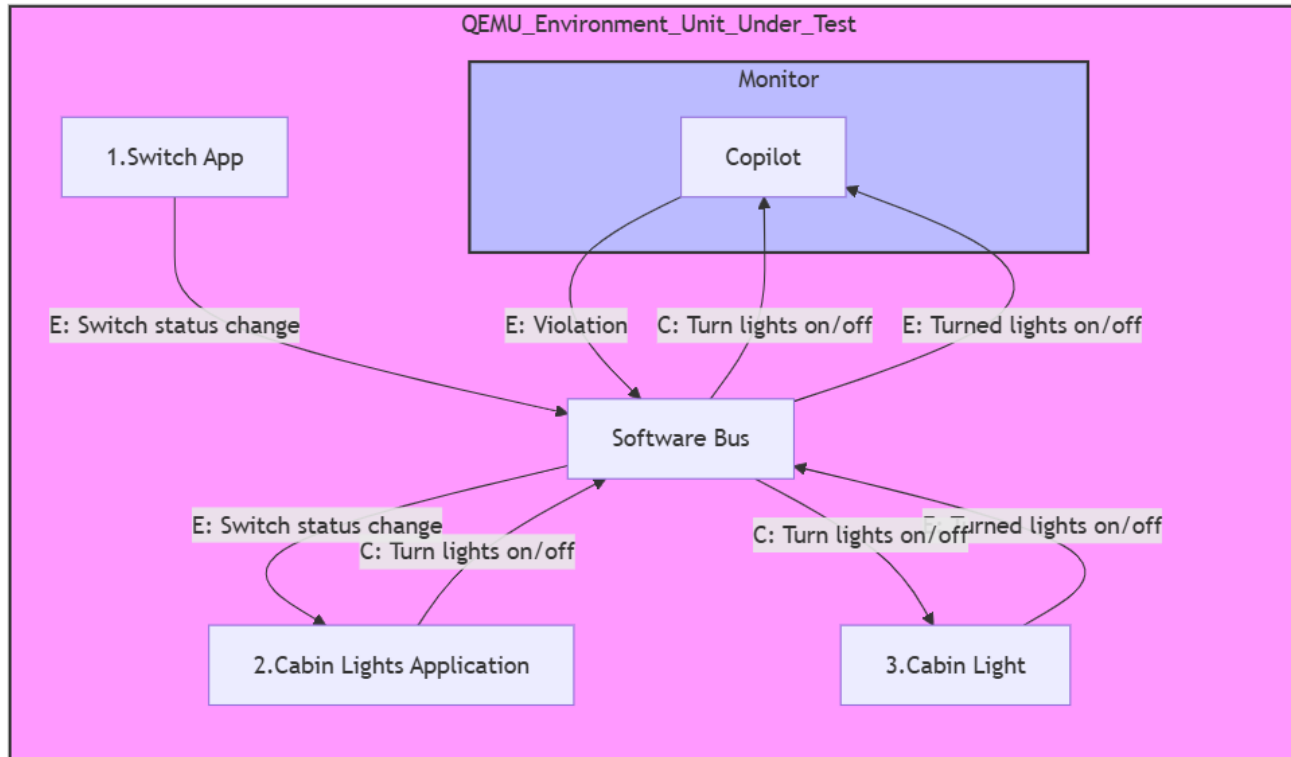 QEMU_Environment_Unit_Under_Test
Monitor
1.Switch App
Copilot
E: Switch status change
E: Violation
C: Turn lights on/off
E: Turned lights on/off
Software Bus
E: Switch status change
C: Turn lights on/off
C: Turn lights on/off
Turned lights on/off
2.Cabin Lights Application
3.Cabin Light